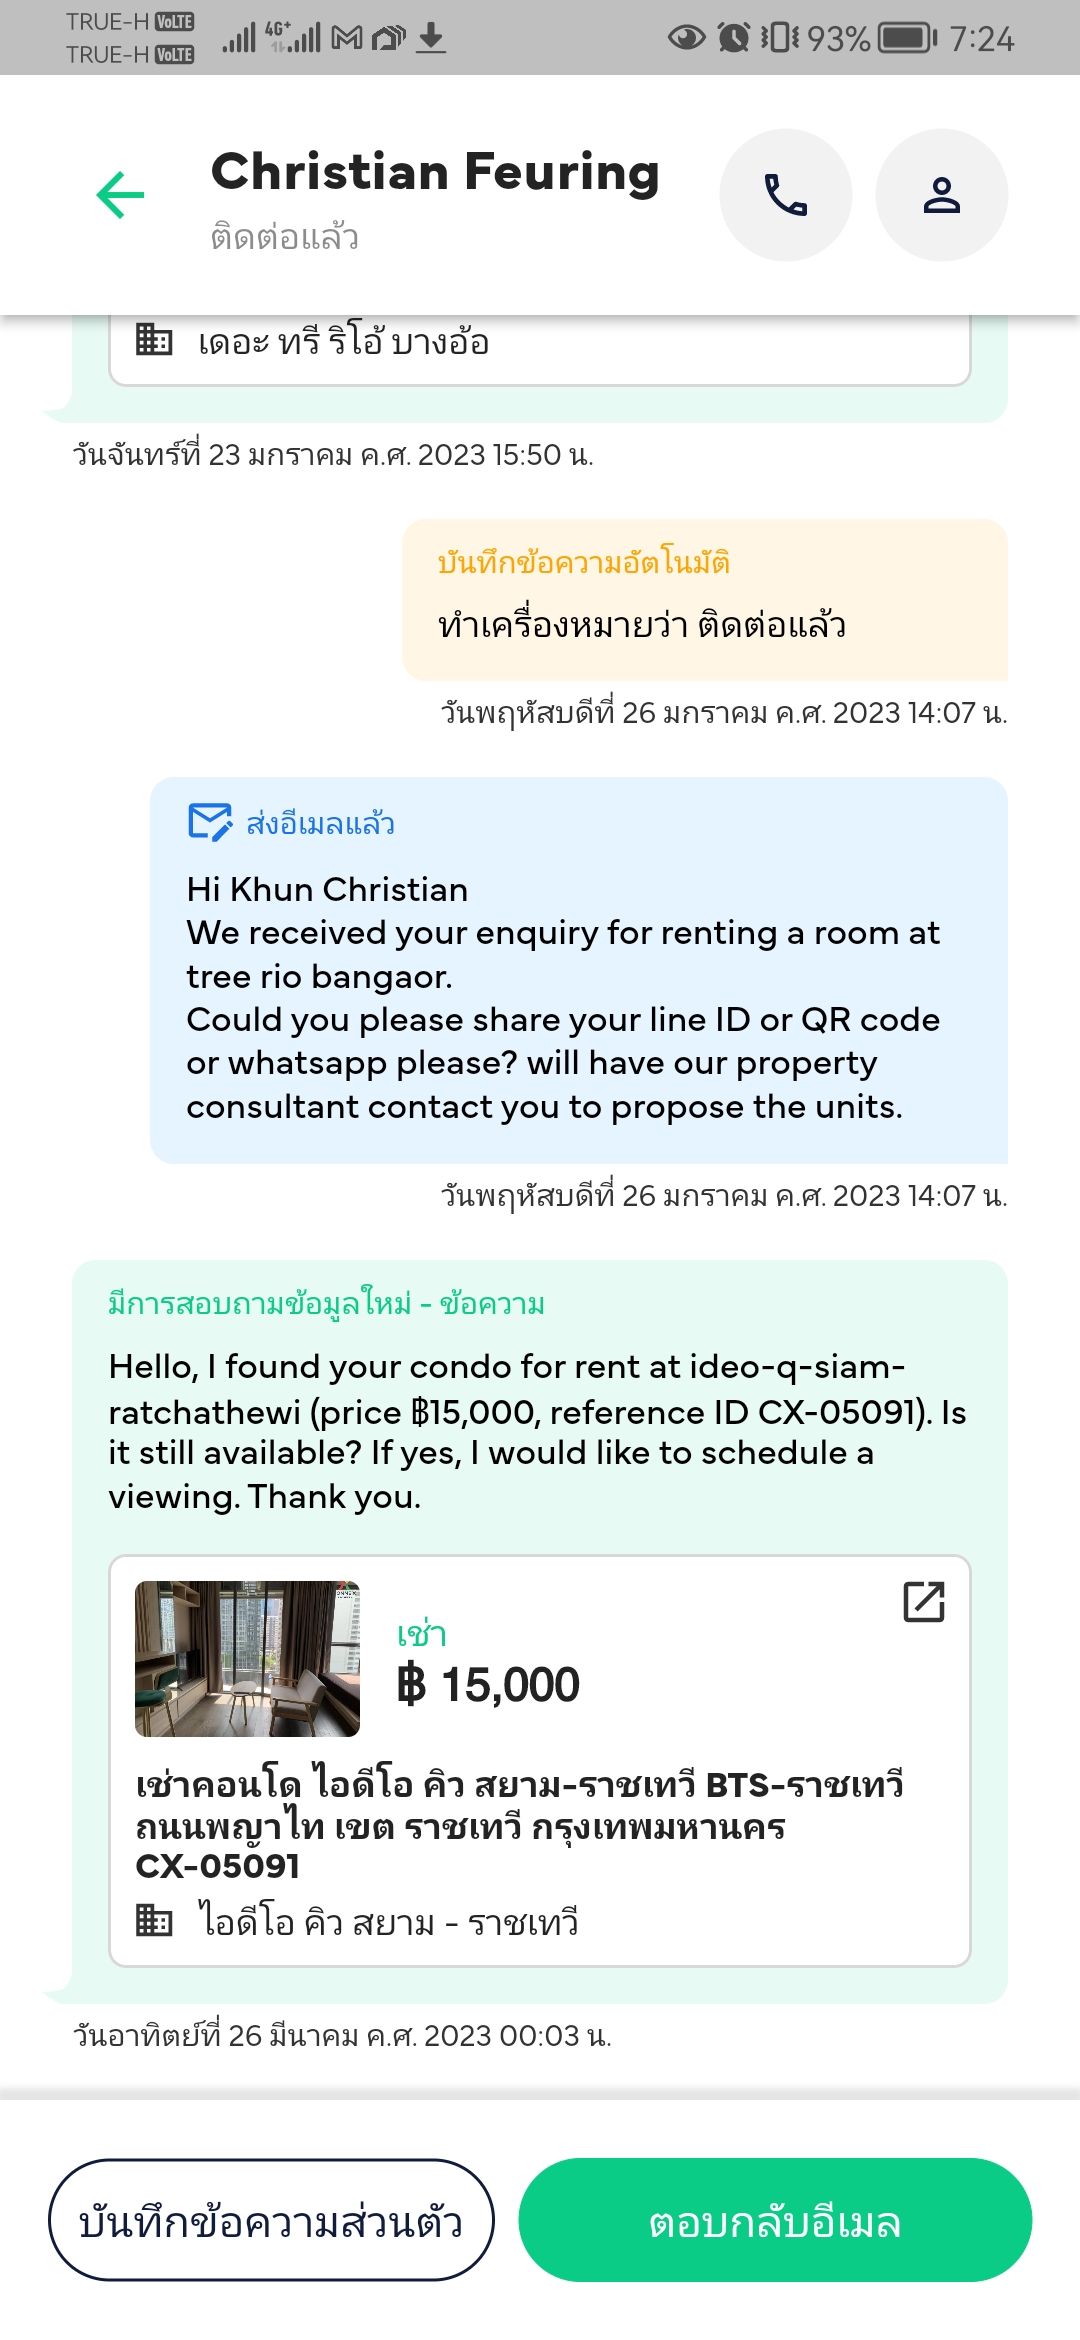 TRUE-H VoLTE
TRUE-H VoLTE
4G+
93%
7:24
Christian Feuring
ติดต่อแล้ว
เดอะ ทรี ริโอ้ บางอ้อ
วันจันทร์ที่ 23 มกราคม ค.ศ. 2023 15:50 น.
บันทึกข้อความอัตโนมัติ
ทำเครื่องหมายว่า ติดต่อแล้ว
วันพฤหัสบดีที่ 26 มกราคม ค.ศ. 2023 14:07 น.
ส่งอีเมลแล้ว
Hi Khun Christian
We received your enquiry for renting a room at
tree rio bangaor.
Could you please share your line ID or QR code
or whatsapp please? will have our property
consultant contact you to propose the units.
วันพฤหัสบดีที่ 26 มกราคม ค.ศ. 2023 14:07 น.
มีการสอบถามข้อมูลใหม่ - ข้อความ
Hello, I found your condo for rent at ideo-q-siam-
ratchathewi (price ฿15,000, reference ID CX-05091). Is
it still available? If yes, I would like to schedule a
viewing. Thank you.
เช่า
฿ 15,000
เช่าคอนโด ไอดีโอ คิว สยาม-ราชเทวี BTS-ราชเทวี
ถนนพญาไท เขต ราชเทวี กรุงเทพมหานคร
CX-05091
ไอดีโอ คิว สยาม - ราชเทวี
วันอาทิตย์ที่ 26 มีนาคม ค.ศ. 2023 00:03 น.
บันทึกข้อความส่วนตัว
ตอบกลับอีเมล